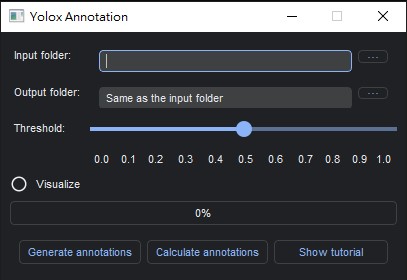 Yolox Annotation
Input folder:
...
Output folder: Same as the input folder ...
Threshold:
0.0 0.1 0.2 0.3 0.4 0.5 0.6 0.7 0.8 0.9 1.0
Visualize
0%
Generate annotations Calculate annotations Show tutorial